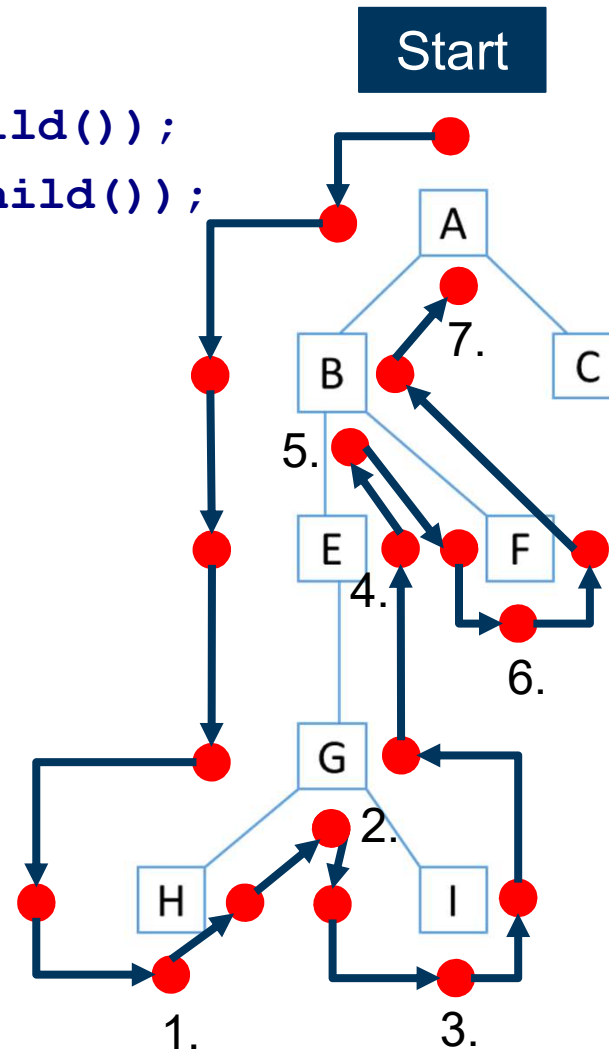 Start
ild());
hild());
A
7.
B
C
5.
E
F
4.
6.
G
2.
H
I
1.
3.